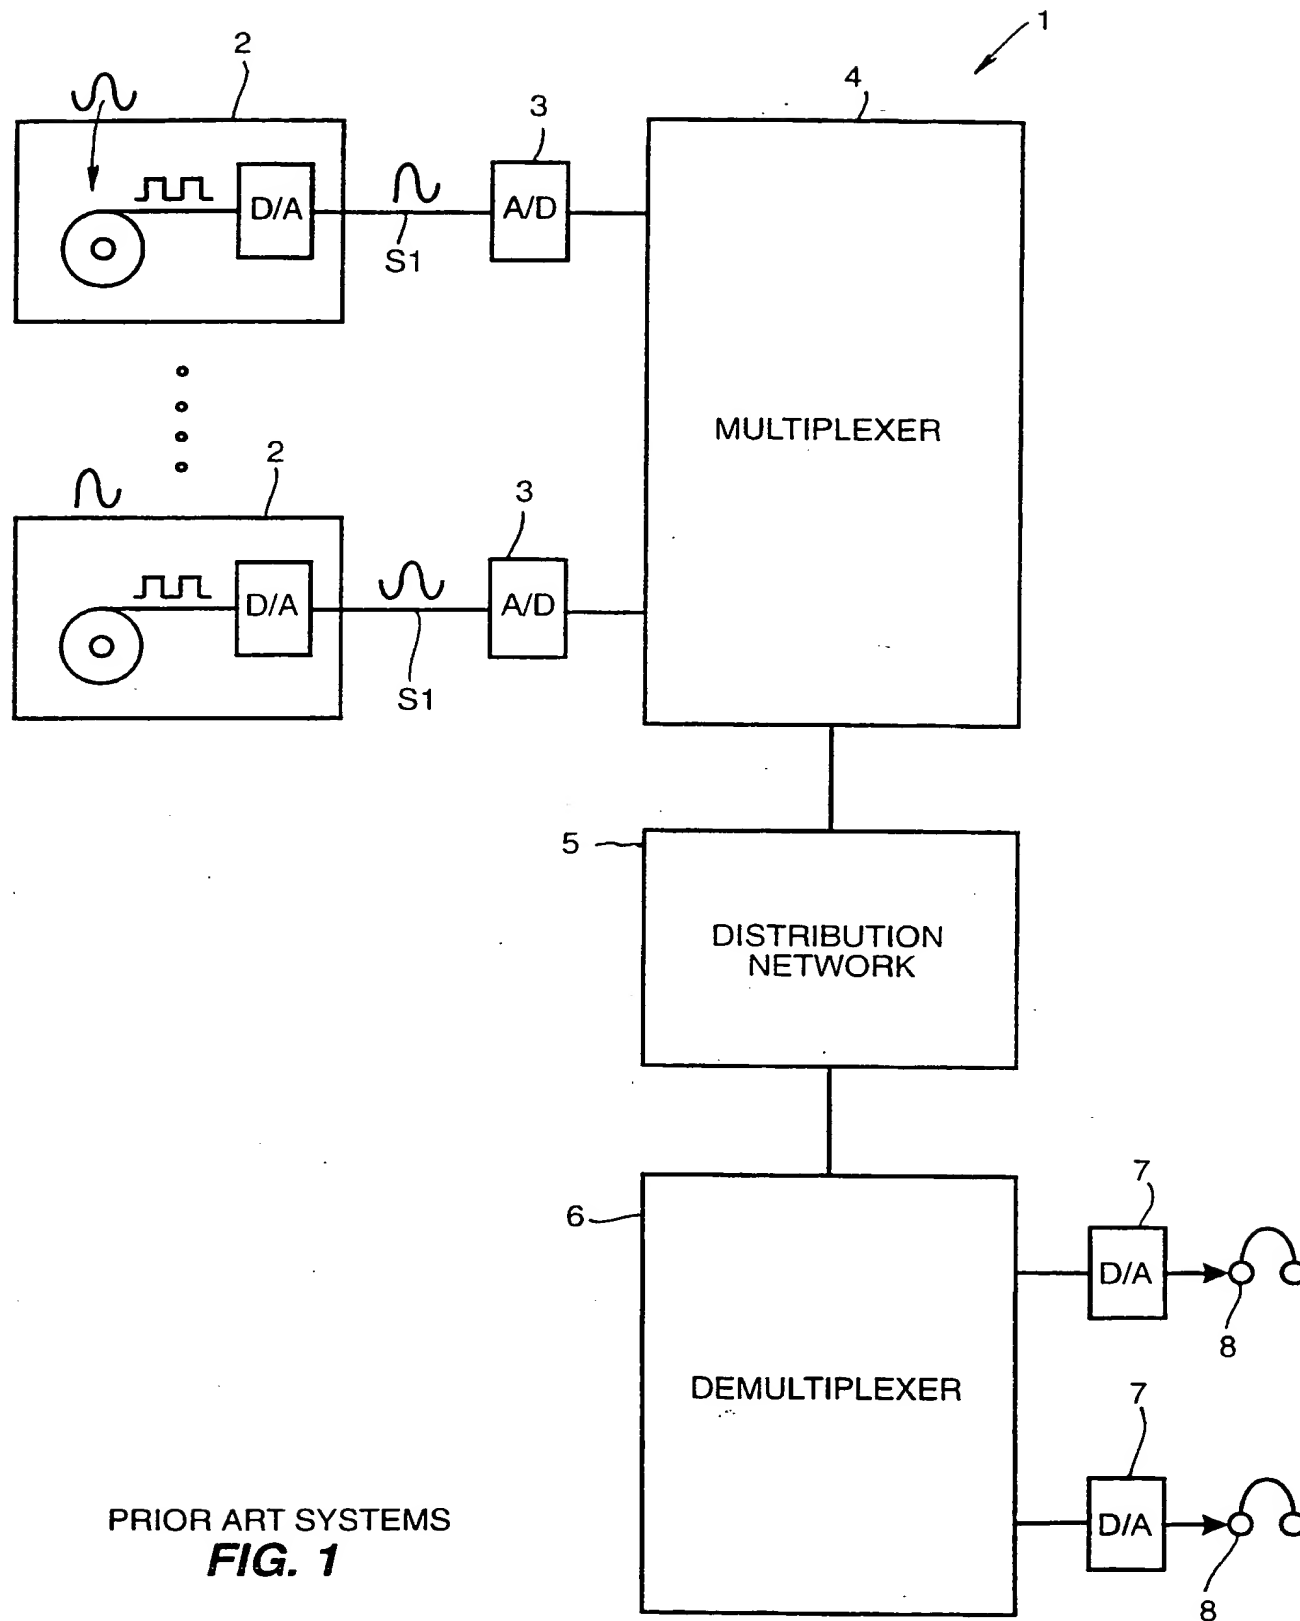 1
2
4
3
D/A
A/D
S1
MULTIPLEXER
2
3
D/A
A/D
S1
5
DISTRIBUTION
NETWORK
7
6
D/A
8
DEMULTIPLEXER
7
D/A
8
PRIOR ART SYSTEMS
FIG. 1